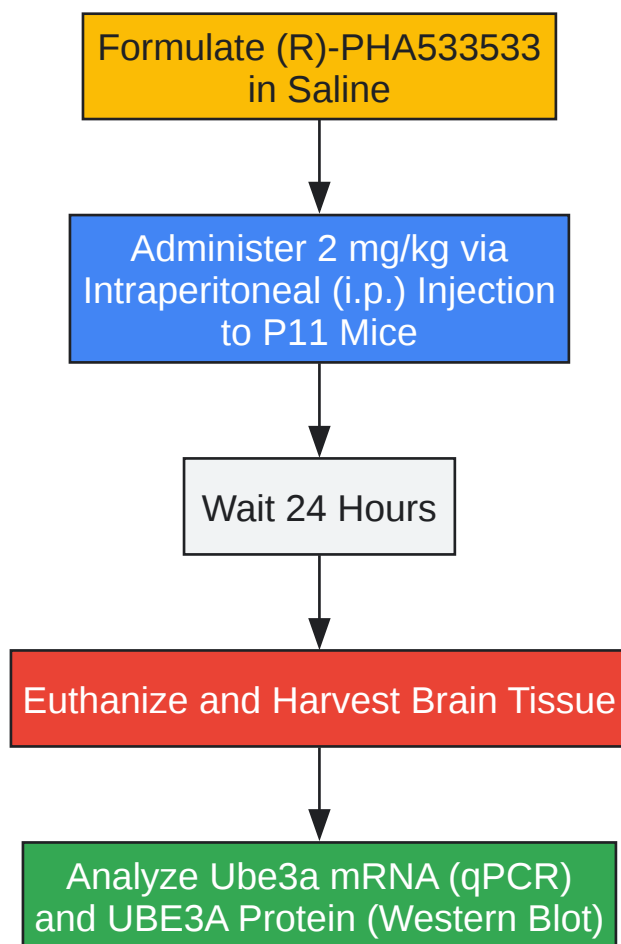 Formulate (R)-PHA533533
in Saline
Administer 2 mg/kg via
Intraperitoneal (i.p.) Injection
to P11 Mice
Wait 24 Hours
Euthanize and Harvest Brain Tissue
Analyze Ube3a mRNA (qPCR)
and UBE3A Protein (Western Blot)